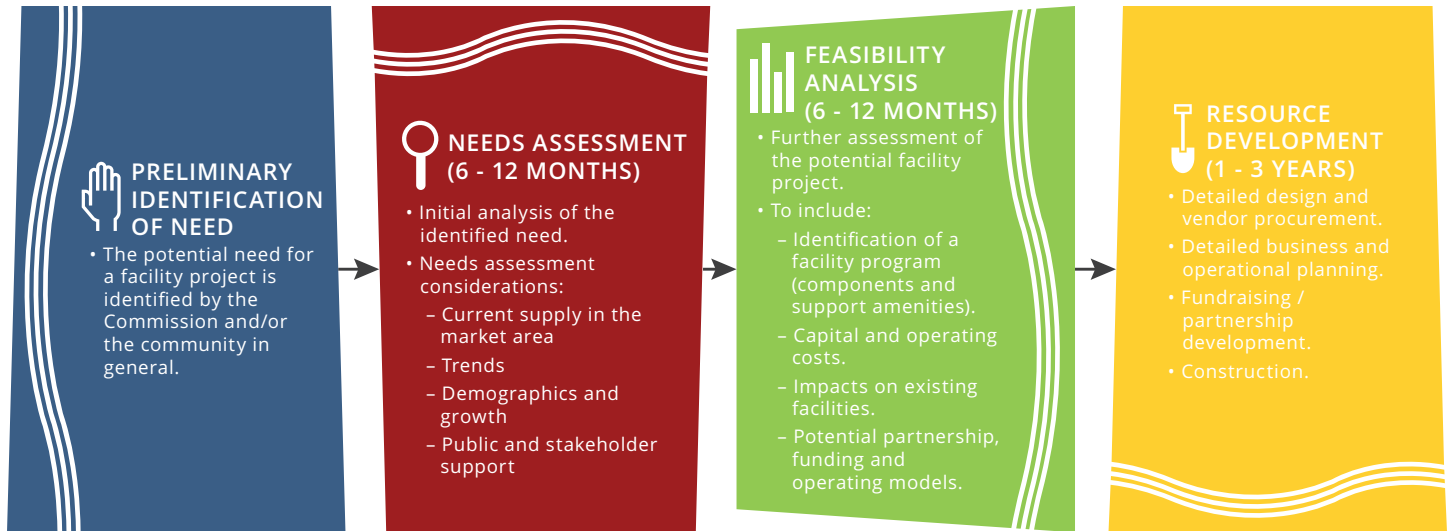 PRELIMINARY
IDENTIFICATION
OF NEED
• The potential need for
a facility project is
identified by the
Commission and/or
the community in
general.
NEEDS ASSESSMENT
(6 - 12 MONTHS)
• Initial analysis of the
identified need.
• Needs assessment
considerations:
– Current supply in the
market area
– Trends
– Demographics and
growth
– Public and stakeholder
support
FEASIBILITY
ANALYSIS
(6 - 12 MONTHS)
• Further assessment of
the potential facility
project.
• To include:
– Identification of a
facility program
(components and
support amenities).
– Capital and operating
costs.
– Impacts on existing
facilities.
– Potential partnership,
funding and
operating models.
RESOURCE
DEVELOPMENT
(1 - 3 YEARS)
• Detailed design and
vendor procurement.
• Detailed business and
operational planning.
• Fundraising /
partnership
development.
• Construction.